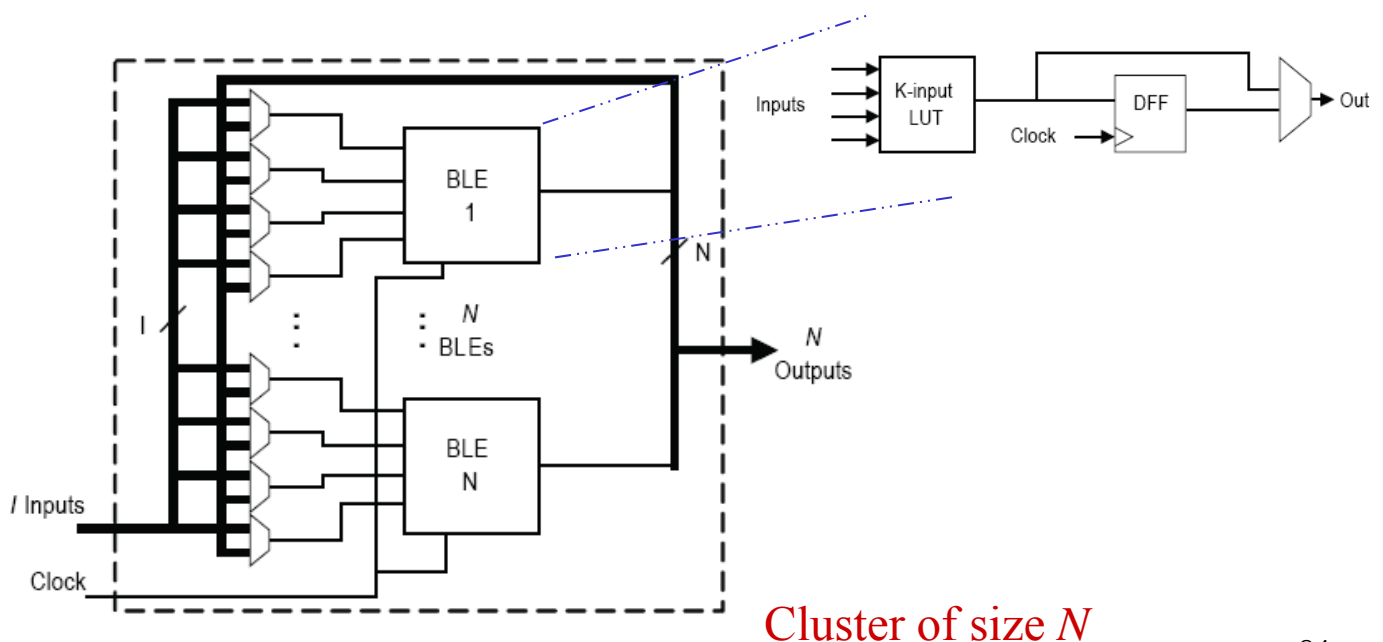 Inputs
K-input
LUT
DFF
Clock
Out
BLE
1
N
I
N
BLEs
N
Outputs
BLE
N
I Inputs
Clock
Cluster of size N